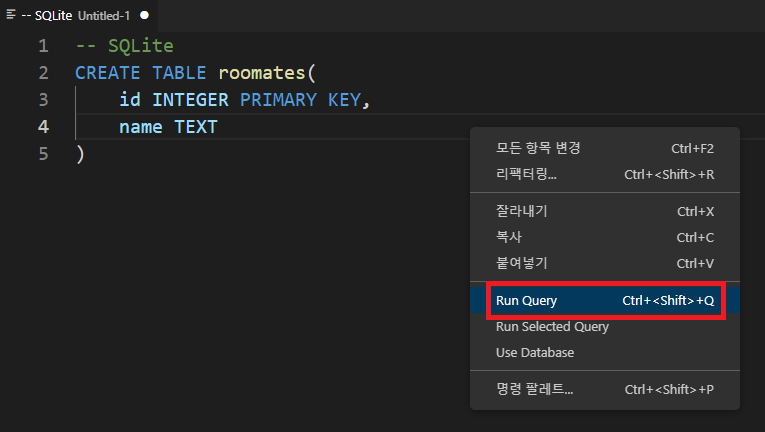 -- SQLite Untitled-1
1 -- SQLite
2 CREATE TABLE roomates(
3 id INTEGER PRIMARY KEY,
4 name TEXT
5 )
모든 항목 변경 Ctrl+F2
리팩터링... Ctrl+<Shift>+R
잘라내기 Ctrl+X
복사 Ctrl+C
붙여넣기 Ctrl+V
Run Query Ctrl+<Shift>+Q
Run Selected Query
Use Database
명령 팔레트... Ctrl+<Shift>+P